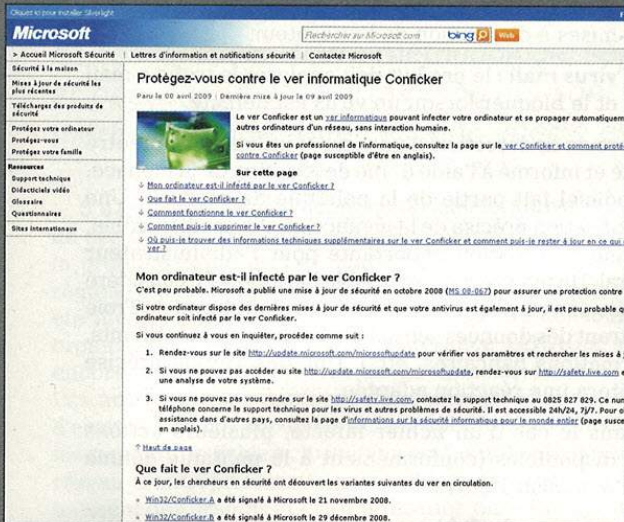 Cliquez ici pour installer Silverlight
Microsoft
Rechercher sur Microsoft.com
bing
Web
> Accueil Microsoft Sécurité | Lettres d'information et notifications sécurité | Contactez Microsoft
Sécurité à la maison
Mises à jour de sécurité les
plus récentes
Télécharger des produits de
sécurité
Protégez votre ordinateur
Protégez-vous
Protégez votre famille
Ressources
Support technique
Didacticiels vidéo
Glossaire
Questionnaires
Sites internationaux
Protégez-vous contre le ver informatique Conficker
Paru le 08 avril 2009 | Dernière mise à jour le 09 avril 2009
Le ver Conficker est un ver informatique pouvant infecter votre ordinateur et se propager automatiquement
autres ordinateurs d'un réseau, sans interaction humaine.
Si vous êtes un professionnel de l'informatique, consultez la page sur le ver Conficker et comment
contre Conficker (page susceptible d'être en anglais).
Sur cette page
Mon ordinateur est-il infesté par le ver Conficker ?
Que fait le ver Conficker ?
Comment fonctionne le ver Conficker ?
Comment puis-je supprimer le ver Conficker ?
Où puis-je trouver des informations techniques supplémentaires sur le ver Conficker et comment puis-je rester à jour en ce qui
ver ?
Mon ordinateur est-il infecté par le ver Conficker ?
C'est peu probable. Microsoft a publié une mise à jour de sécurité en octobre 2008 (MS 08-067) pour assurer une protection contre
Si votre ordinateur dispose des dernières mises à jour de sécurité et que votre antivirus est également à jour, il est peu probable
ordinateur soit infecté par le ver Conficker.
Si vous continuez à vous en inquiéter, procédez comme suit :
1. Rendez-vous sur le site http://update.microsoft.com/microsoftupdate pour vérifier vos paramètres et rechercher les mises à
2. Si vous ne pouvez pas accéder au site http://update.microsoft.com/microsoftupdate, rendez-vous sur http://safety.live.com
une analyse de votre système.
3. Si vous ne pouvez pas vous rendre sur le site http://safety.live.com, contactez le support technique au 0825 827 829. Ce
téléphone concerne le support technique pour les virus et autres problèmes de sécurité. Il est accessible 24h/24, 7j/7. Pour
assistance dans d'autres pays, consultez la page d'informations sur la sécurité informatique pour le monde entier (page
en anglais).
Haut de page
Que fait le ver Conficker ?
À ce jour, les chercheurs en sécurité ont découvert les variantes suivantes du ver en circulation.
Win32/Conficker.A a été signalé à Microsoft le 21 novembre 2008.
Win32/Conficker.B a été signalé à Microsoft le 29 décembre 2008.